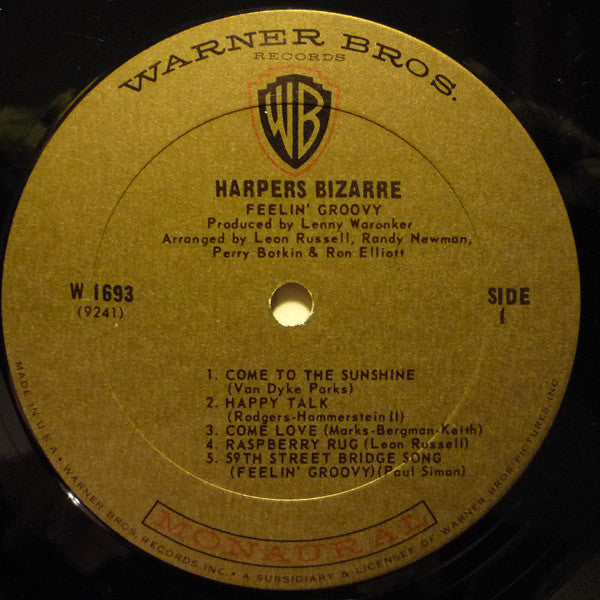 WARNER BROS.
RECORDS
WB
HARPERS BIZARRE
FEELIN' GROOVY
Produced by Lenny Waronker
Arranged by Leon Russell, Randy Newman,
Perry Botkin & Ron Elliott
W 1693
(9241)
SIDE
1
1. COME TO THE SUNSHINE
(Van Dyke Parks)
2. HAPPY TALK
(Rodgers-Hammerstein II)
3. COME LOVE (Marks-Bergman-Keith)
4. RASPBERRY RUG (Leon Russell)
5. 59TH STREET BRIDGE SONG
(FEELIN' GROOVY) (Paul Simon)
MONAURAL
MADE IN U.S.A. • WARNER BROS. RECORDS, INC. • A SUBSIDIARY & LICENSEE OF WARNER BROS. PICTURES, INC.